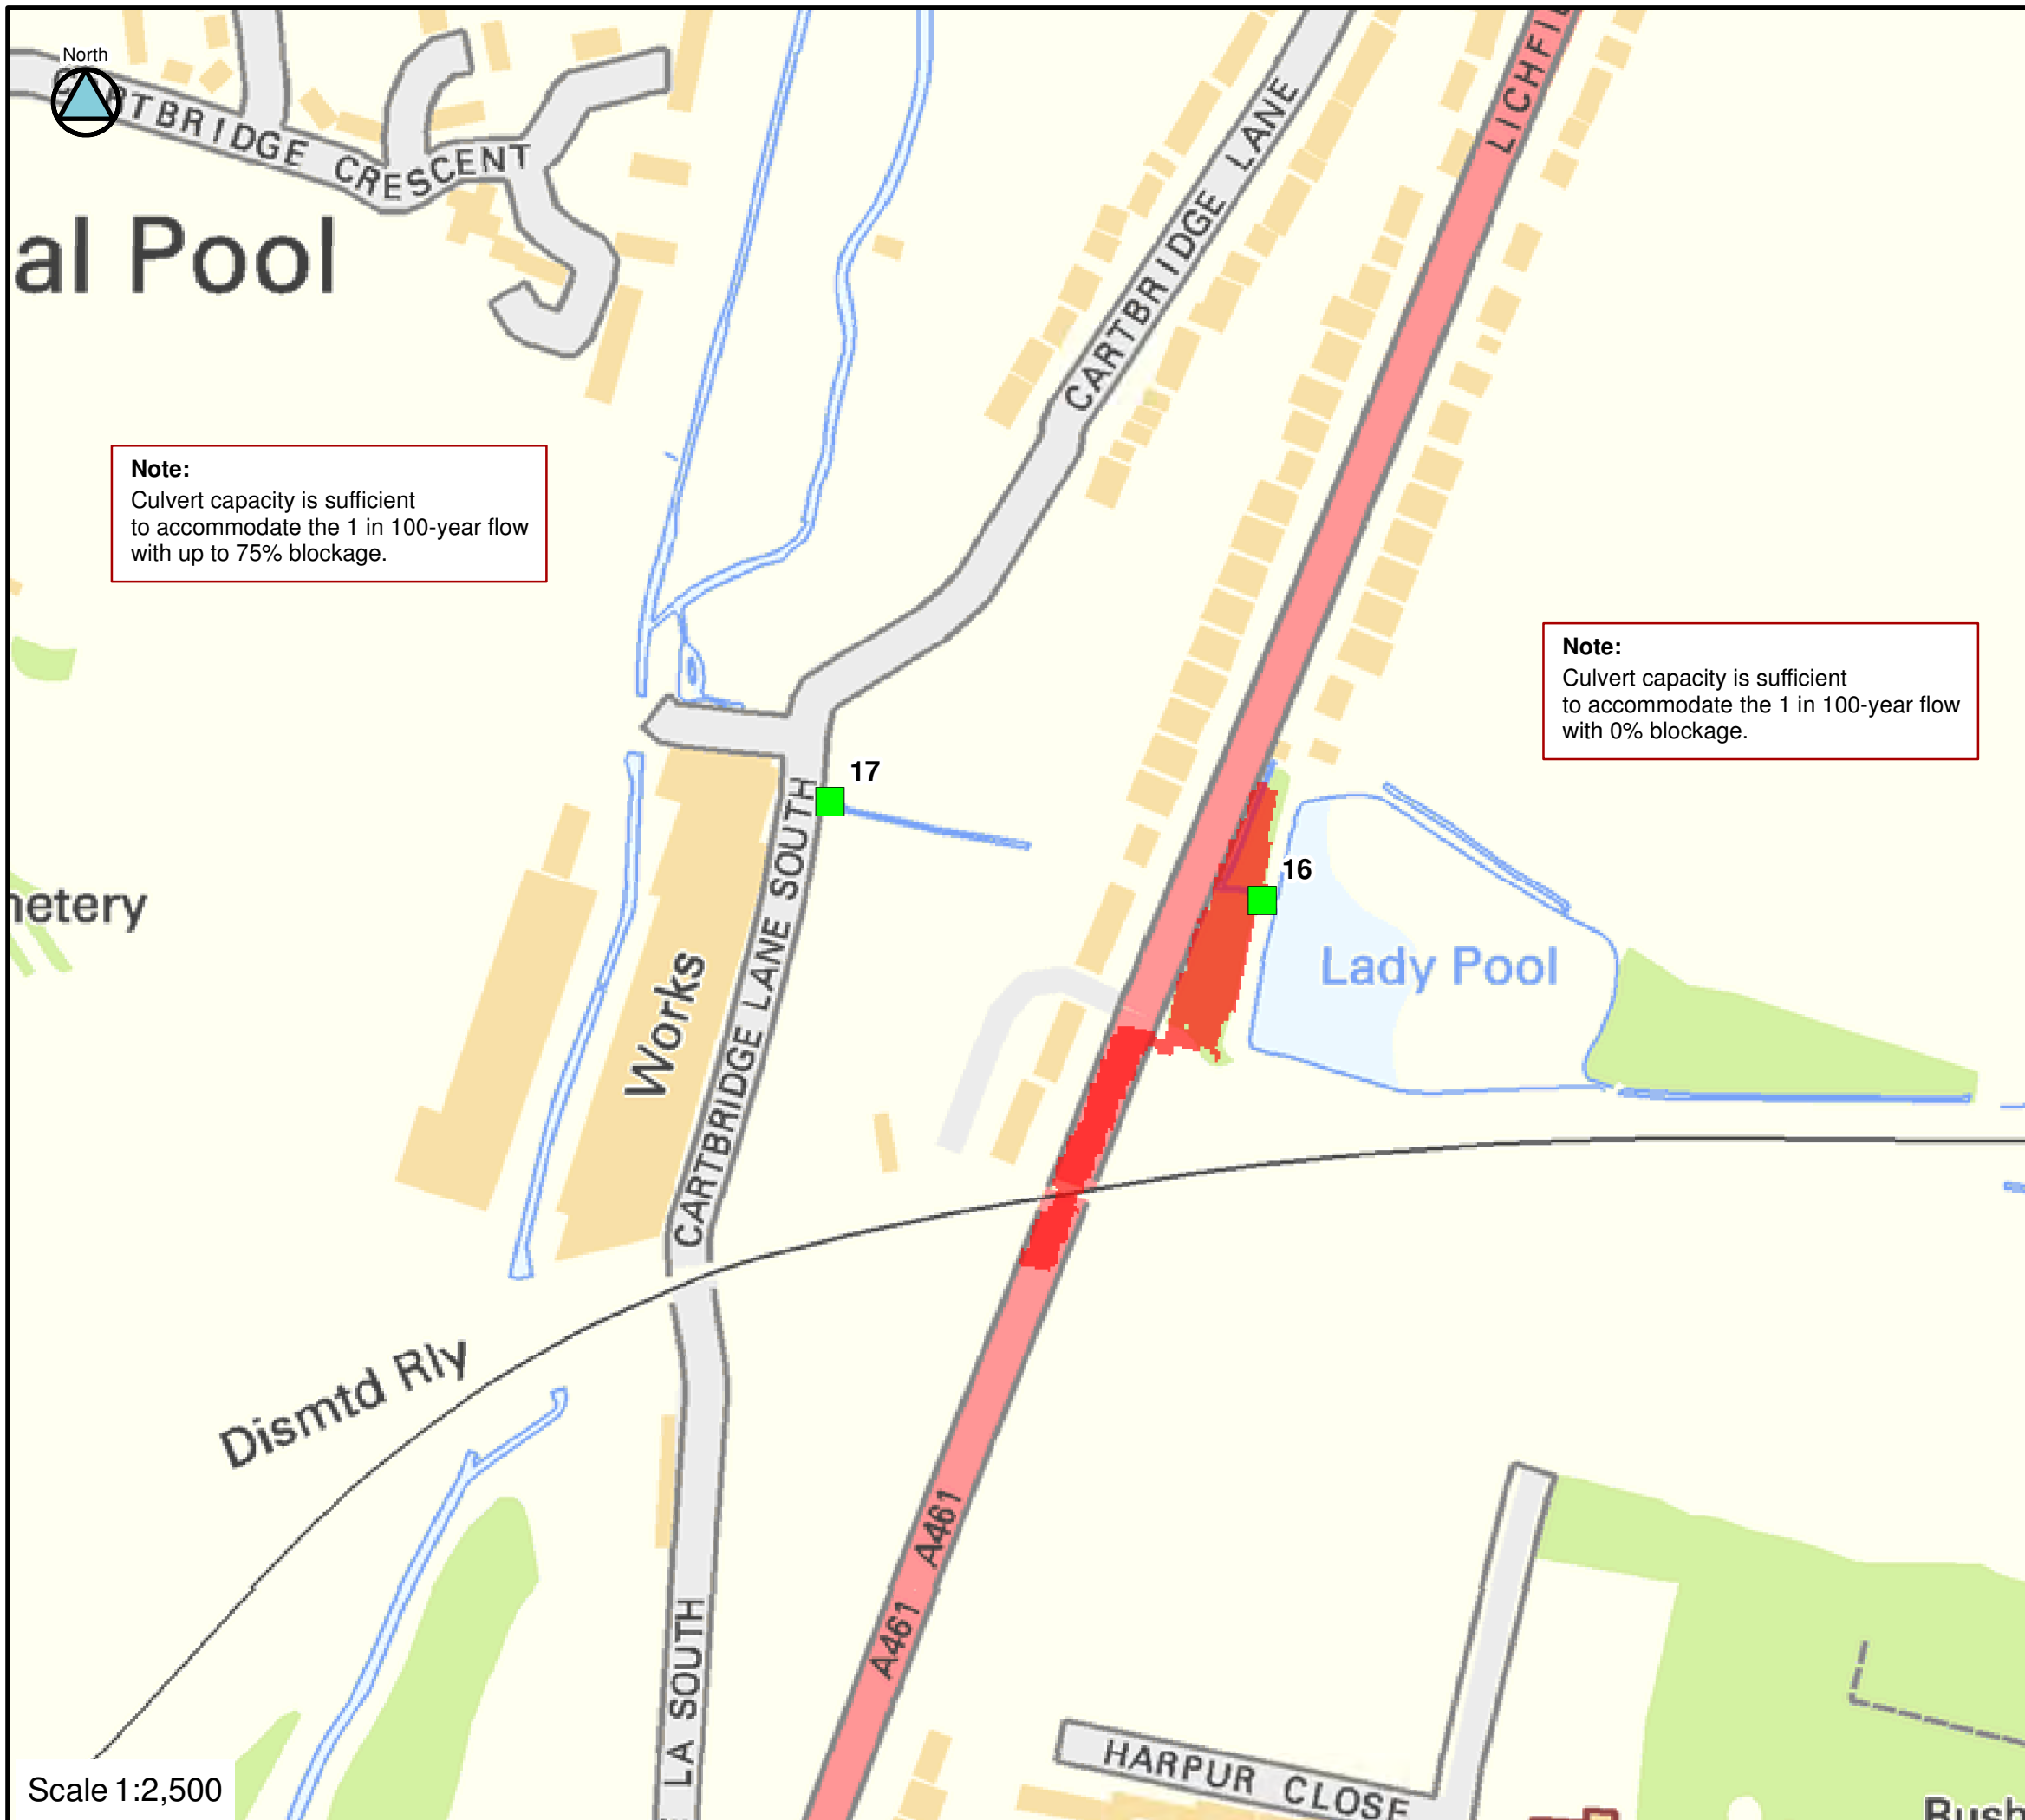 North
RTBRIDGE CRESCENT
LICHFIE
CARTBRIDGE LANE
al Pool
Note:
Culvert capacity is sufficient
to accommodate the 1 in 100-year flow
with up to 75% blockage.
Note:
Culvert capacity is sufficient
to accommodate the 1 in 100-year flow
with 0% blockage.
17
16
netery
Lady Pool
Works
CARTBRIDGE LANE SOUTH
Dismtd Rly
A461
A461
LA SOUTH
HARPUR CLOSE
Scale 1:2,500
Bush